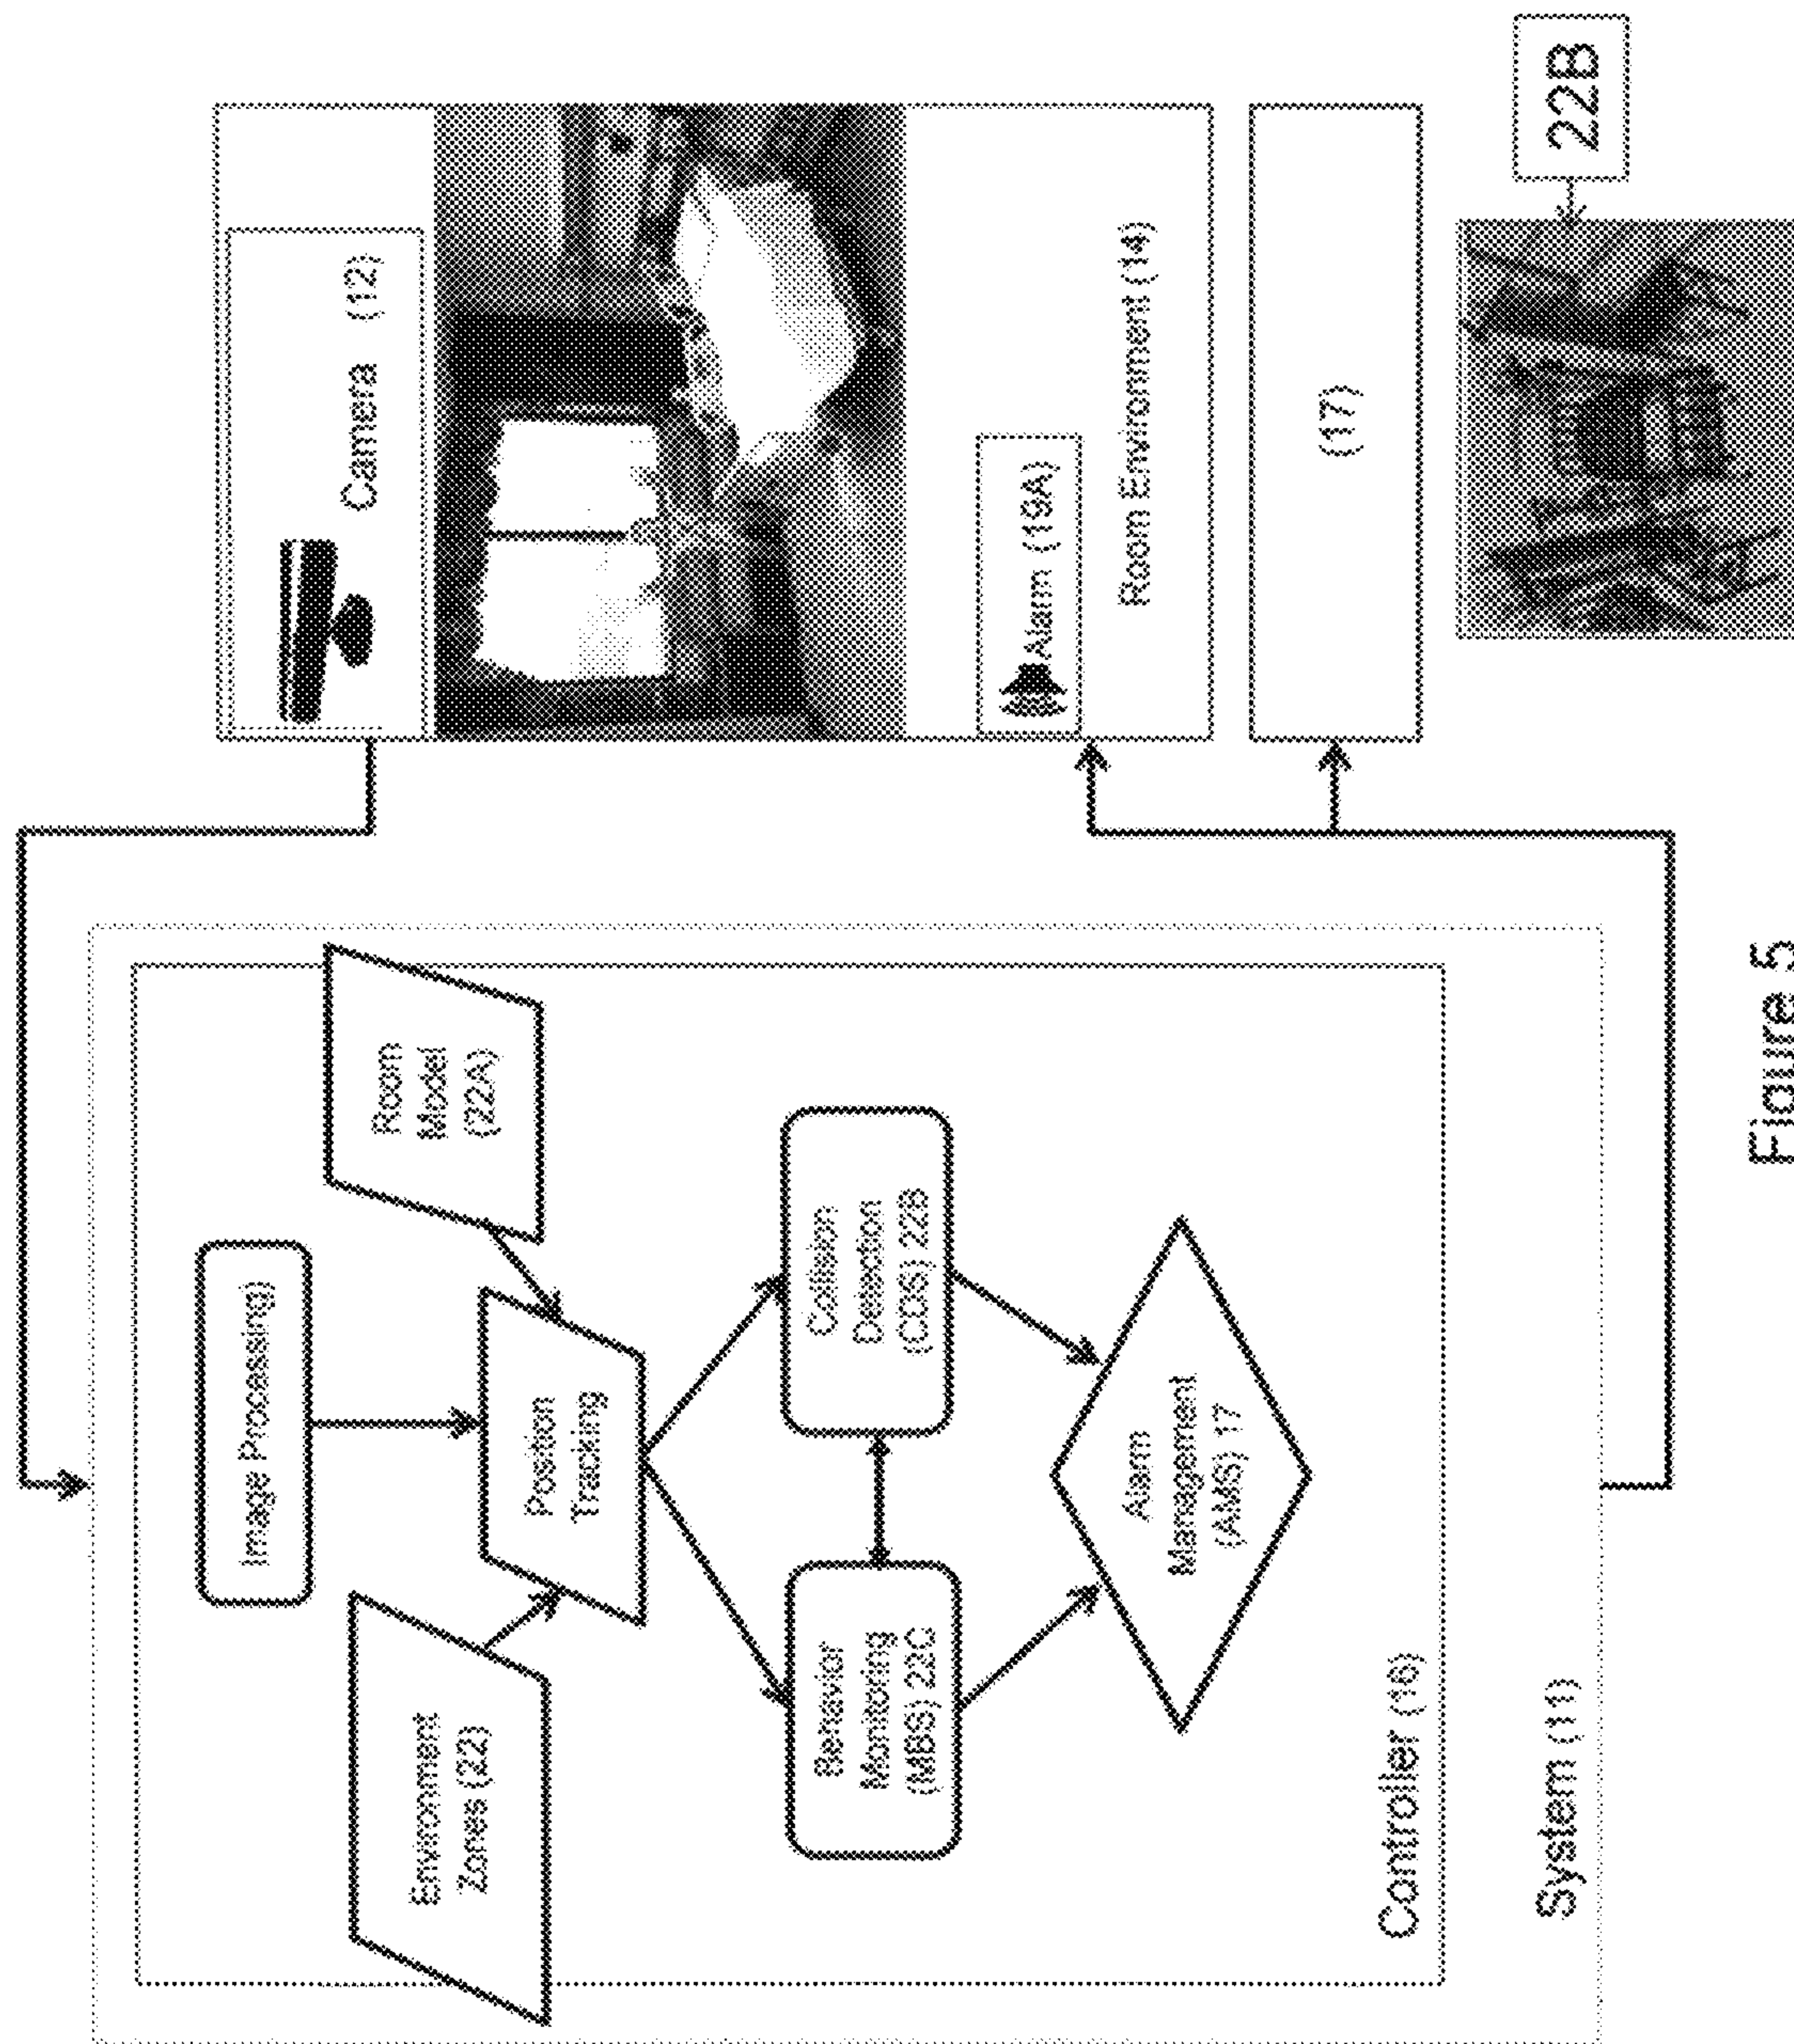 Image Processing)
Environment
Zones (22)
Room
Model
(22A)
Position
Tracking
Behavior
Monitoring
(MBS) 22C
Collision
Detection
(CDS) 22B
Alarm
Management
(AMS) 17
Controller (16)
System (11)
Camera (12)
Alarm (19A)
Room Environment (14)
(17)
22B
Figure 5